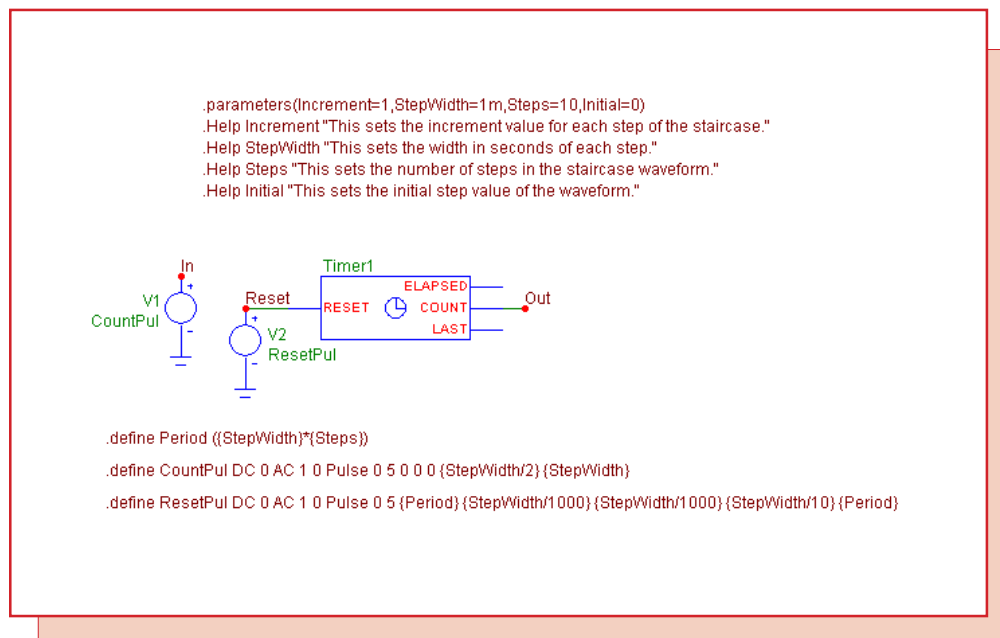 .parameters(Increment=1,StepWidth=1m,Steps=10,Initial=0)
.Help Increment "This sets the increment value for each step of the staircase."
.Help StepWidth "This sets the width in seconds of each step."
.Help Steps "This sets the number of steps in the staircase waveform."
.Help Initial "This sets the initial step value of the waveform."
In
V1
CountPul
+
-
Reset
V2
ResetPul
+
-
Timer1
RESET
ELAPSED
COUNT
LAST
Out
.define Period ({StepWidth}*{Steps})
.define CountPul DC 0 AC 1 0 Pulse 0 5 0 0 0 {StepWidth/2} {StepWidth}
.define ResetPul DC 0 AC 1 0 Pulse 0 5 {Period} {StepWidth/1000} {StepWidth/1000} {StepWidth/10} {Period}